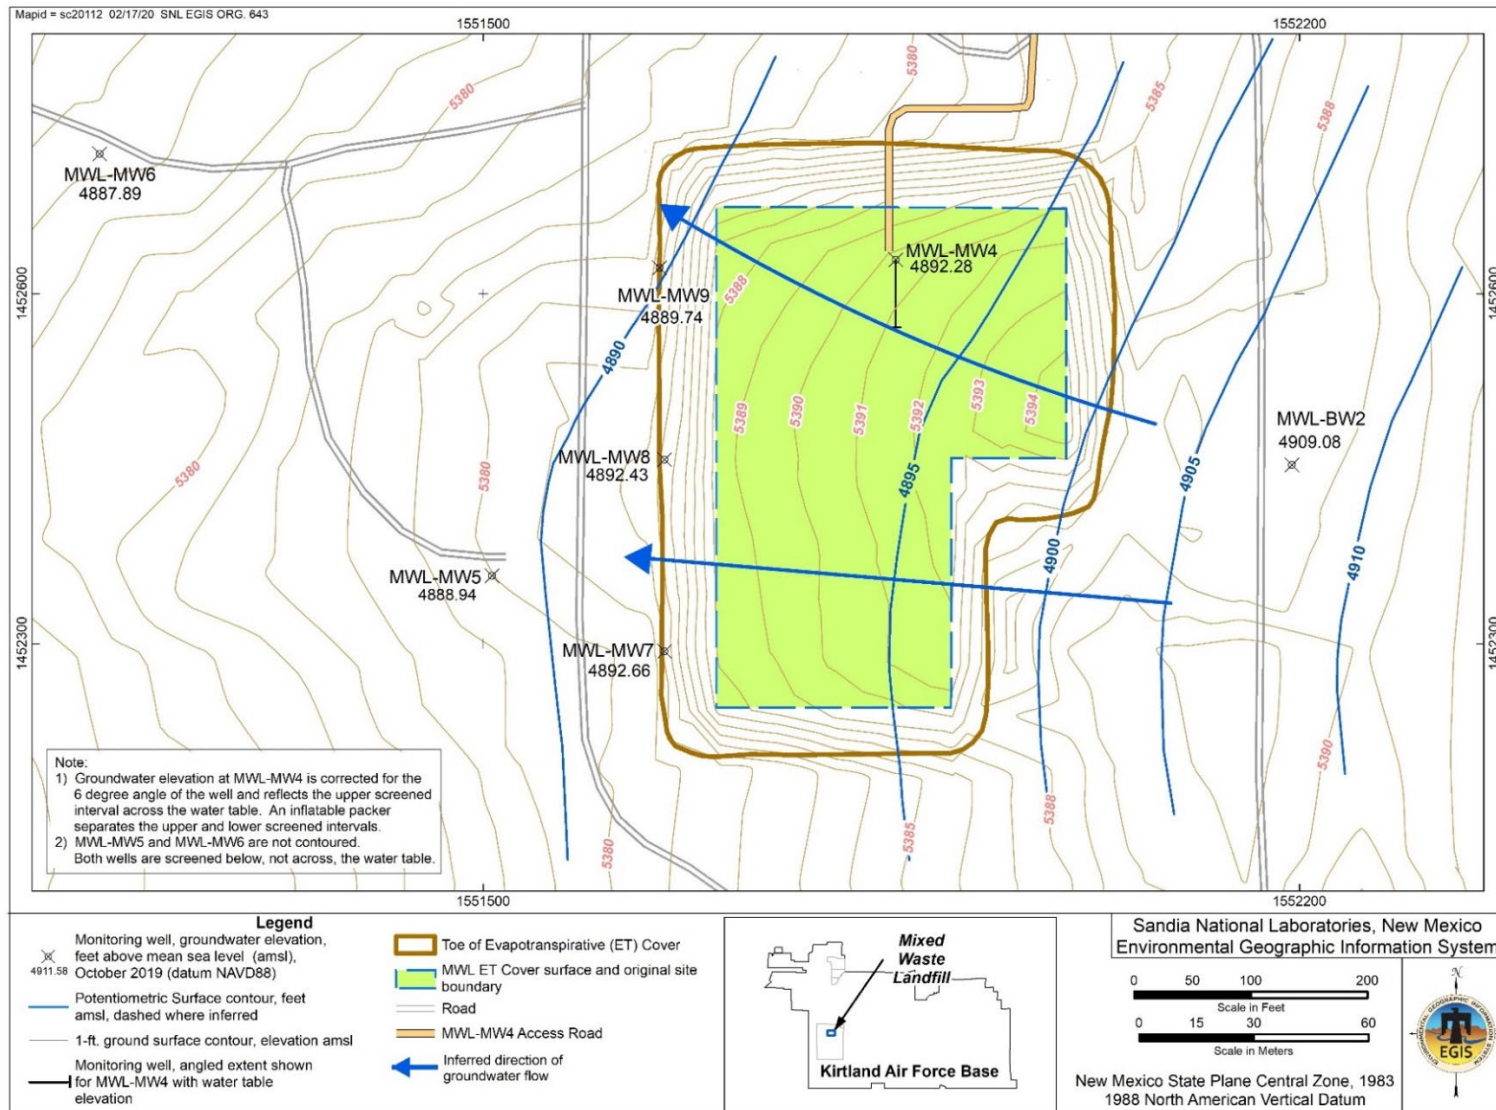 Mapid = sc20112 02/17/20 SNL EGIS ORG. 643
1551500
1552200
5380
5380
5385
5388
MWL-MW6
4887.89
MWL-MW4
4892.28
1452600
1452600
MWL-MW9
4889.74
5388
4890
5389
5390
5391
5392
5393
5394
MWL-BW2
4909.08
MWL-MW8
4892.43
5380
5380
4895
4905
4900
4910
MWL-MW5
4888.94
1452300
1452300
MWL-MW7
4892.66
5390
5388
5385
5380
Note:
1) Groundwater elevation at MWL-MW4 is corrected for the
6 degree angle of the well and reflects the upper screened
interval across the water table. An inflatable packer
separates the upper and lower screened intervals.
2) MWL-MW5 and MWL-MW6 are not contoured.
Both wells are screened below, not across, the water table.
1551500
1552200
Legend
4911.58
Monitoring well, groundwater elevation,
feet above mean sea level (amsl),
October 2019 (datum NAVD88)
Potentiometric Surface contour, feet
amsl, dashed where inferred
1-ft. ground surface contour, elevation amsl
Monitoring well, angled extent shown
for MWL-MW4 with water table
elevation
Toe of Evapotranspirative (ET) Cover
MWL ET Cover surface and original site
boundary
Road
MWL-MW4 Access Road
Inferred direction of
groundwater flow
Mixed
Waste
Landfill
Kirtland Air Force Base
Sandia National Laboratories, New Mexico
Environmental Geographic Information System
0 50 100 200
Scale in Feet
0 15 30 60
Scale in Meters
New Mexico State Plane Central Zone, 1983
1988 North American Vertical Datum
N
ENVIRONMENTAL GEOGRAPHIC INFORMATION SYSTEM
EGIS